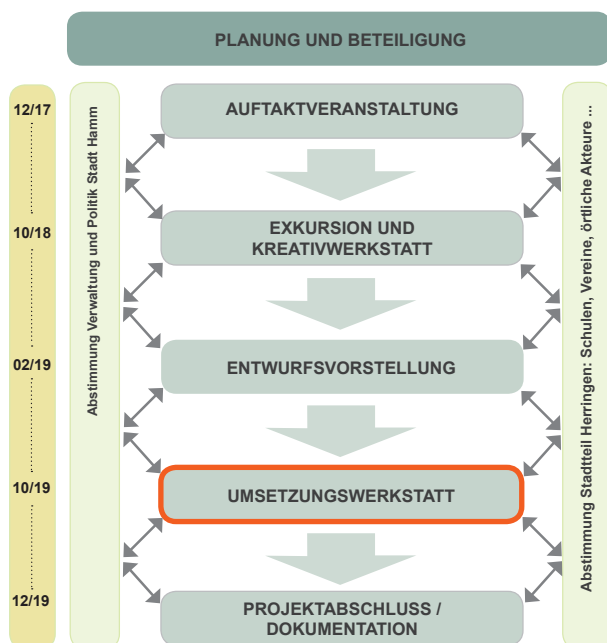 PLANUNG UND BETEILIGUNG
12/17
AUFTAKTVERANSTALTUNG
10/18
EXKURSION UND
KREATIVWERKSTATT
02/19
ENTWURFSVORSTELLUNG
10/19
UMSETZUNGSWERKSTATT
12/19
PROJEKTABSCHLUSS /
DOKUMENTATION
Abstimmung Verwaltung und Politik Stadt Hamm
Abstimmung Stadtteil Herringen: Schulen, Vereine, örtliche Akteure ...